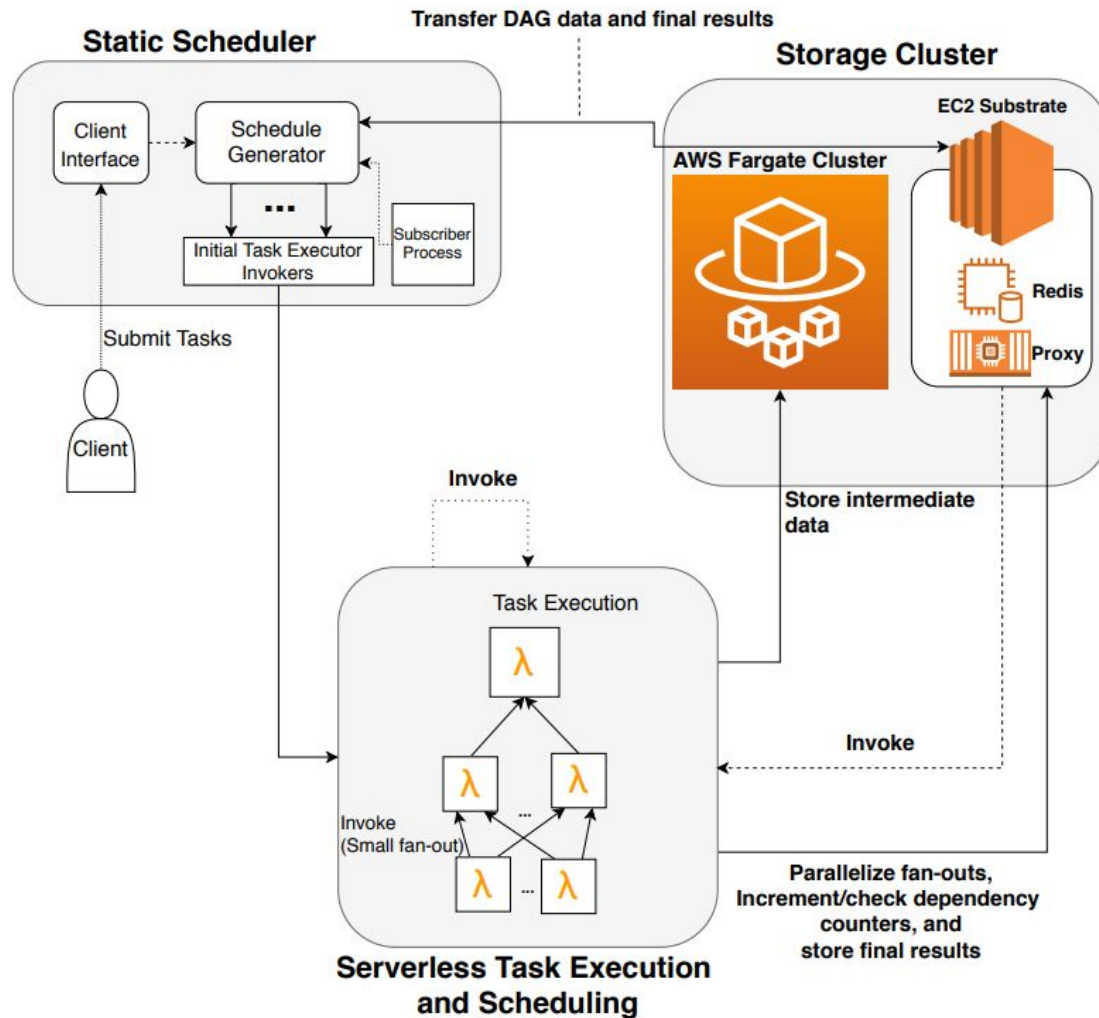 Transfer DAG data and final results
Static Scheduler
Storage Cluster
Client
Interface
Schedule
Generator
...
Initial Task Executor
Invokers
Subscriber
Process
EC2 Substrate
AWS Fargate Cluster
Redis
Proxy
Submit Tasks
Client
Invoke
Store intermediate
data
Task Execution
λ
λ
λ
...
Invoke
(Small fan-out)
λ
...
λ
Invoke
Parallelize fan-outs,
Increment/check dependency
counters, and
store final results
Serverless Task Execution
and Scheduling